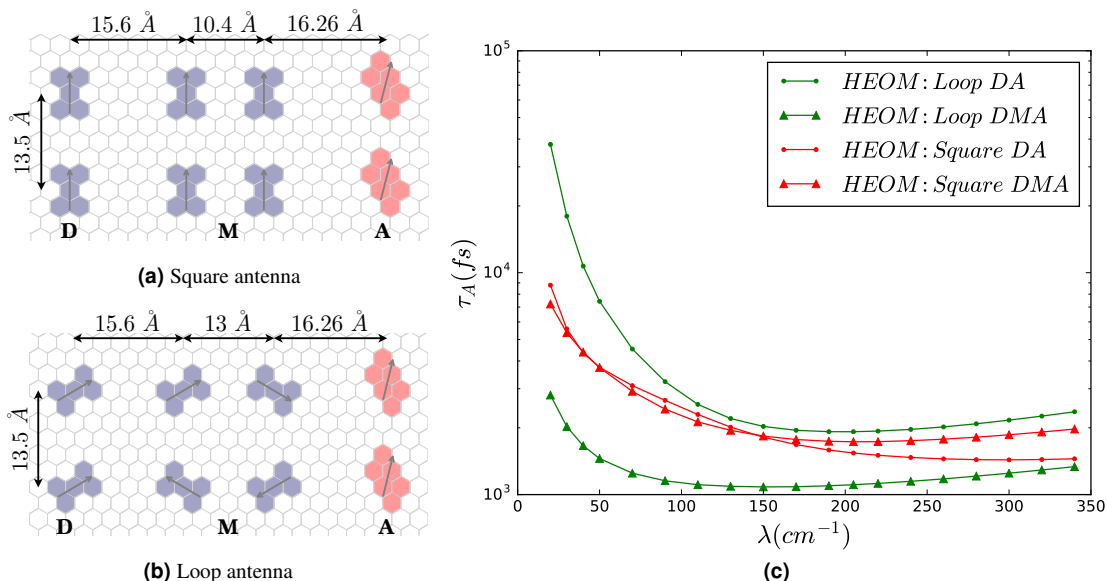 15.6 Å 10.4 Å 16.26 Å
13.5 Å
D M A
(a) Square antenna
15.6 Å 13 Å 16.26 Å
13.5 Å
D M A
(b) Loop antenna
10^5
10^4
10^3
τ_A(fs)
HEOM: Loop DA
HEOM: Loop DMA
HEOM: Square DA
HEOM: Square DMA
0 50 100 150 200 250 300 350
λ(cm^{-1})
(c)